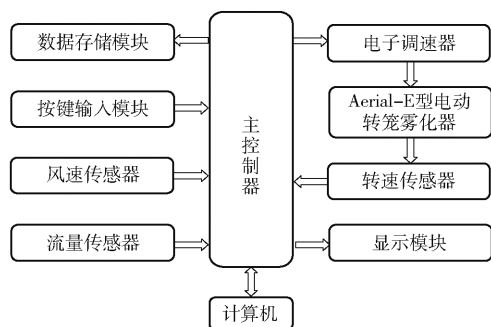 数据存储模块
按键输入模块
风速传感器
流量传感器
主控制器
电子调速器
Aerial-E型电动
转笼雾化器
转速传感器
显示模块
计算机